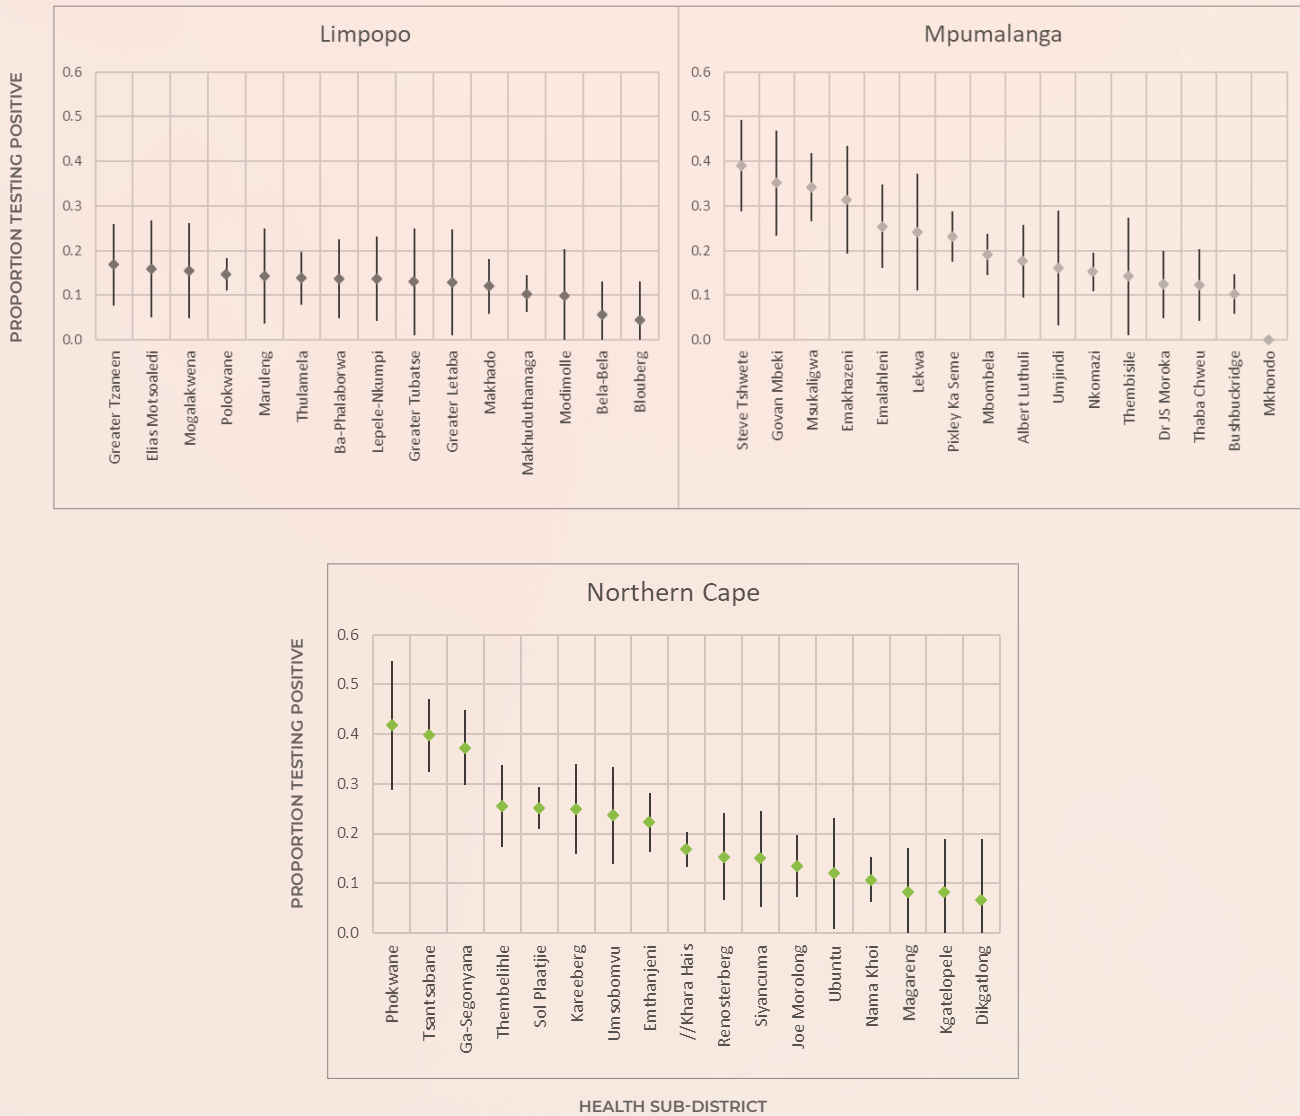 Limpopo
PROPORTION TESTING POSITIVE
0.6
0.5
0.4
0.3
0.2
0.1
0.0
Greater Tzaneen
Elias Motsoaledi
Mogalakwena
Polokwane
Maruleng
Thulamela
Ba-Phalaborwa
Lepele-Nkumpi
Greater Tubatse
Greater Letaba
Makhado
Makhuduthamaga
Modimolle
Bela-Bela
Blouberg
Mpumalanga
0.6
0.5
0.4
0.3
0.2
0.1
0.0
Steve Tshwete
Govan Mbeki
Msukaligwa
Emakhazeni
Emalahleni
Lekwa
Pixley Ka Seme
Mbombela
Albert Luthuli
Umjindi
Nkomazi
Thembisile
Dr JS Moroka
Thaba Chweu
Bushbuckridge
Mkhondo
Northern Cape
PROPORTION TESTING POSITIVE
0.6
0.5
0.4
0.3
0.2
0.1
0.0
Phokwane
Tsantsabane
Ga-Segonyana
Thembelihle
Sol Plaatjie
Kareeberg
Umsobomvu
Emthanjeni
//Khara Hais
Renosterberg
Siyancuma
Joe Morolong
Ubuntu
Nama Khoi
Magareng
Kgatelopele
Dikgatlong
HEALTH SUB-DISTRICT